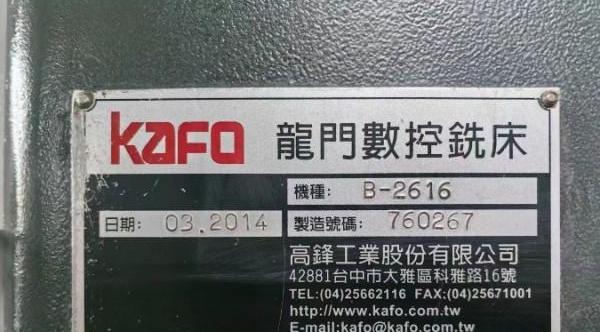 KAFO 龍門數控銑床
機種: B-2616
日期: 03.2014 製造號碼: 760267
高鋒工業股份有限公司
42881台中市大雅區科雅路16號
TEL:(04)25662116 FAX:(04)25671001
http://www.kafo.com.tw
E-mail:kafo@kafo.com.tw